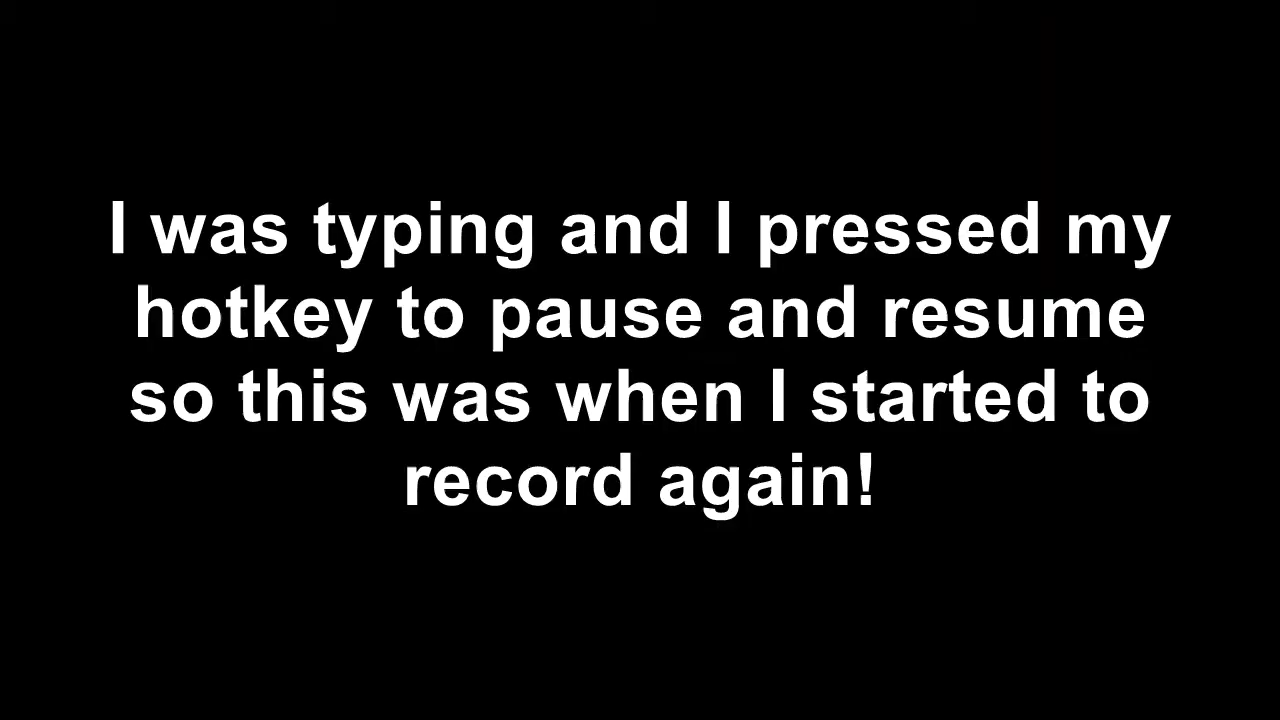 I was typing and I pressed my
hotkey to pause and resume
so this was when I started to
record again!